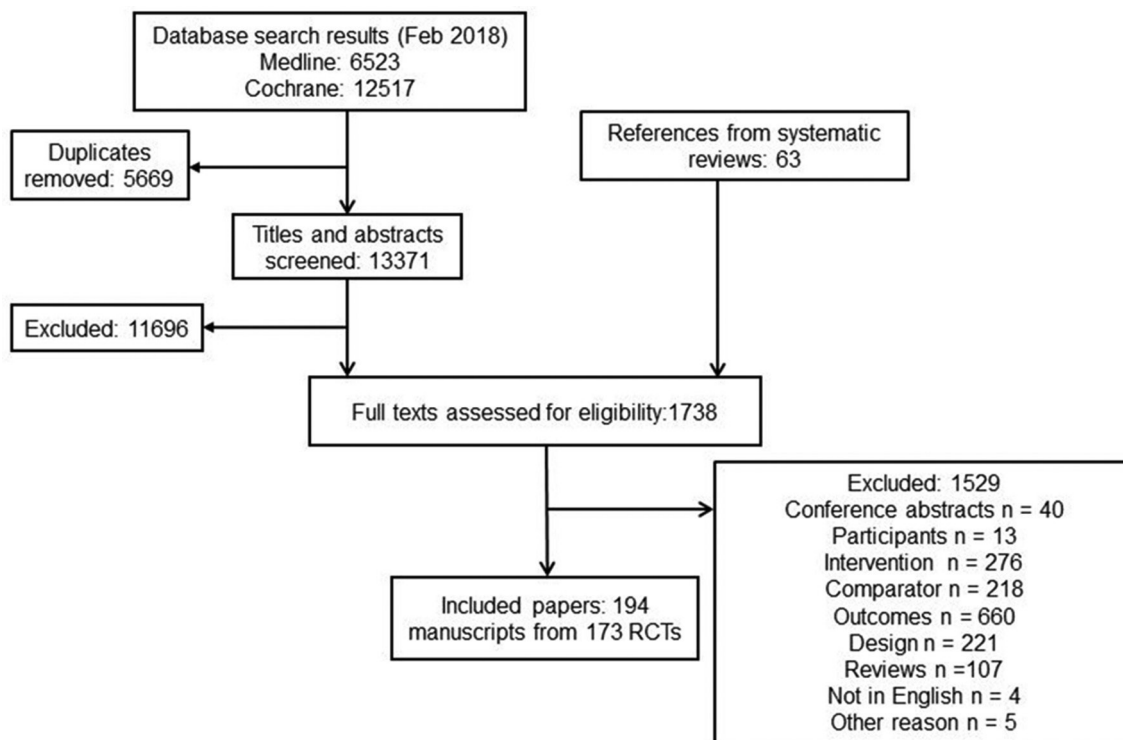 Database search results (Feb 2018)
Medline: 6523
Cochrane: 12517
References from systematic
reviews: 63
Duplicates
removed: 5669
Titles and abstracts
screened: 13371
Excluded: 11696
Full texts assessed for eligibility:1738
Excluded: 1529
Conference abstracts n = 40
Participants n = 13
Intervention n = 276
Comparator n = 218
Outcomes n = 660
Design n = 221
Reviews n =107
Not in English n = 4
Other reason n = 5
Included papers: 194
manuscripts from 173 RCTs